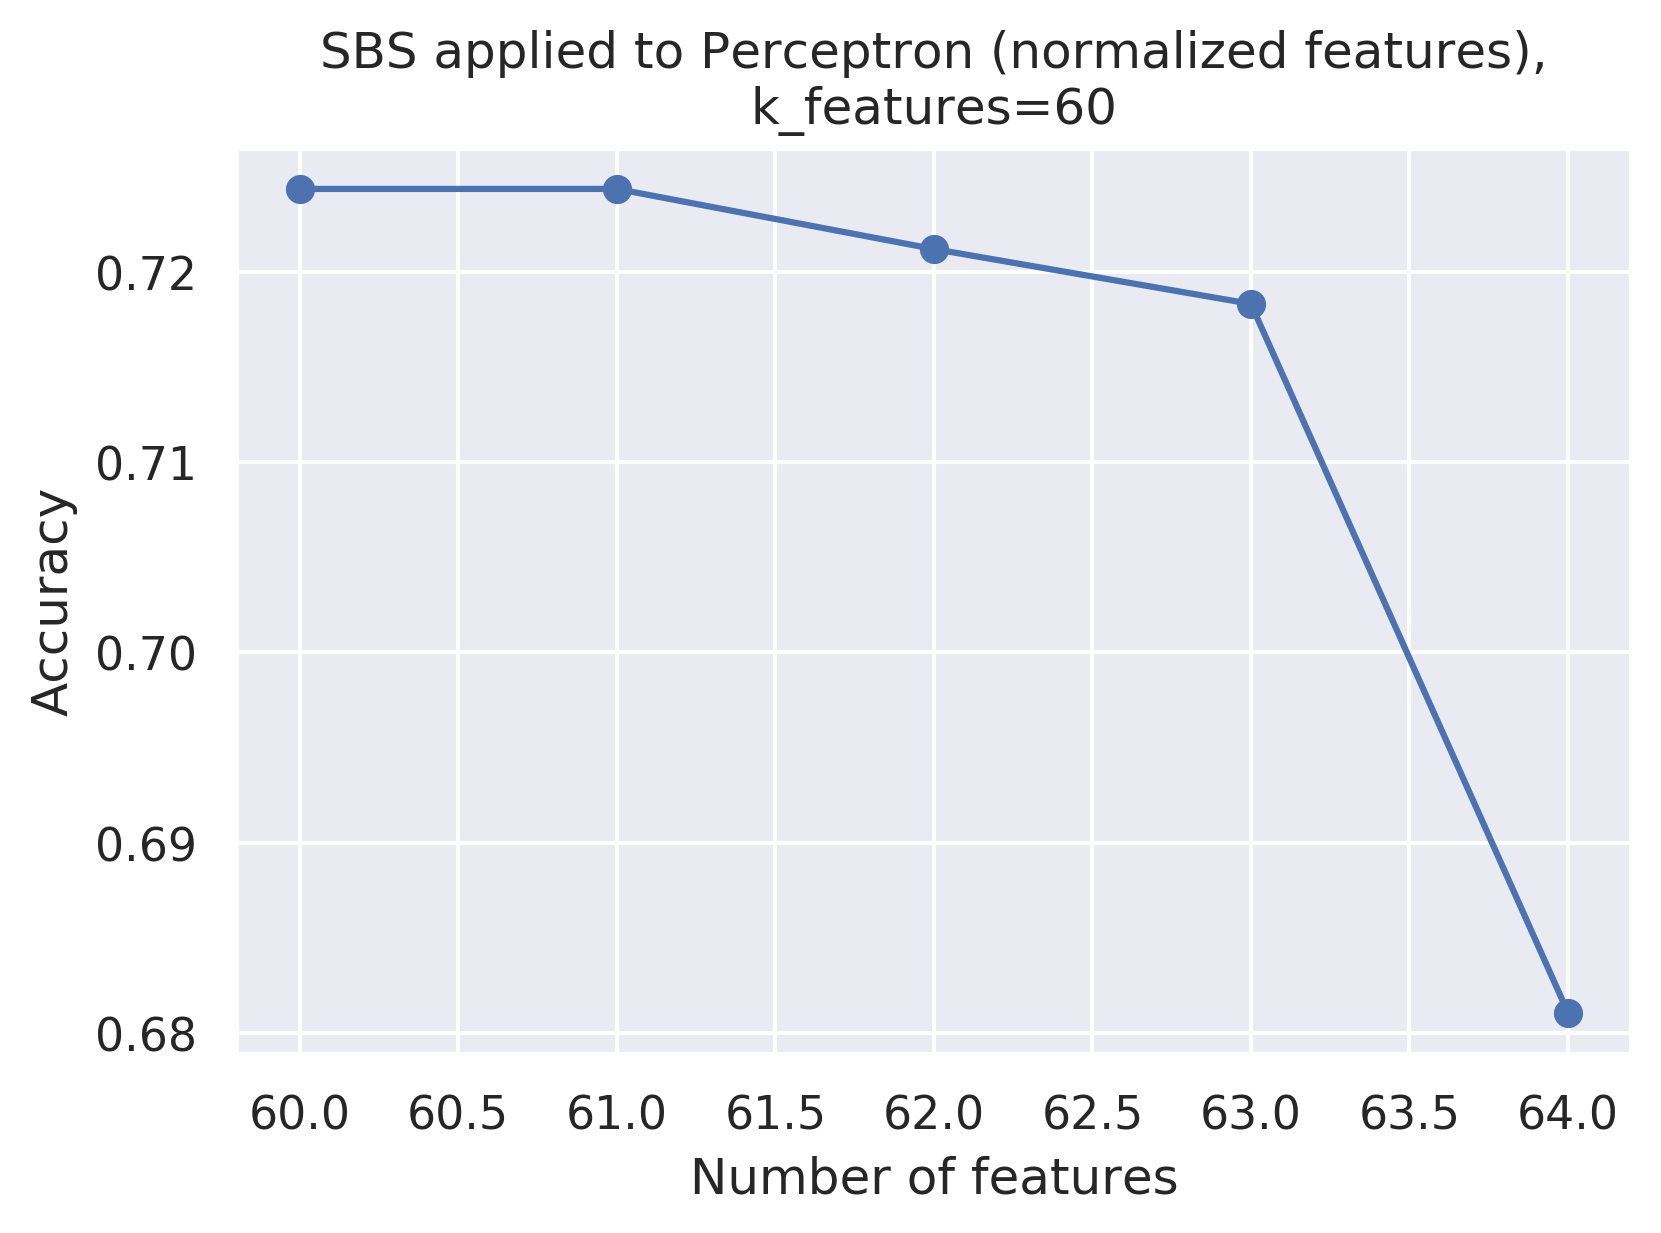 SBS applied to Perceptron (normalized features),
k_features=60
0.72
0.71
0.70
0.69
0.68
Accuracy
60.0 60.5 61.0 61.5 62.0 62.5 63.0 63.5 64.0
Number of features